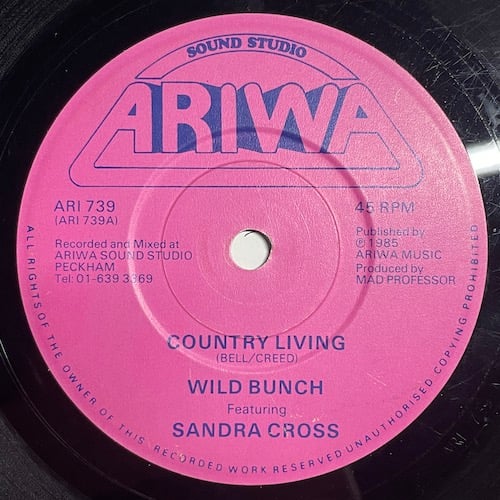 SOUND STUDIO
ARIWA
ARI 739
(ARI 739A)
45 RPM
Recorded and Mixed at
ARIWA SOUND STUDIO
PECKHAM
Tel: 01-639 3369
Published by
℗ 1985
ARIWA MUSIC
Produced by
MAD PROFESSOR
COUNTRY LIVING
(BELL/CREED)
WILD BUNCH
Featuring
SANDRA CROSS
ALL RIGHTS OF THE OWNER OF THIS RECORDED WORK RESERVED UNAUTHORISED COPYING PROHIBITED